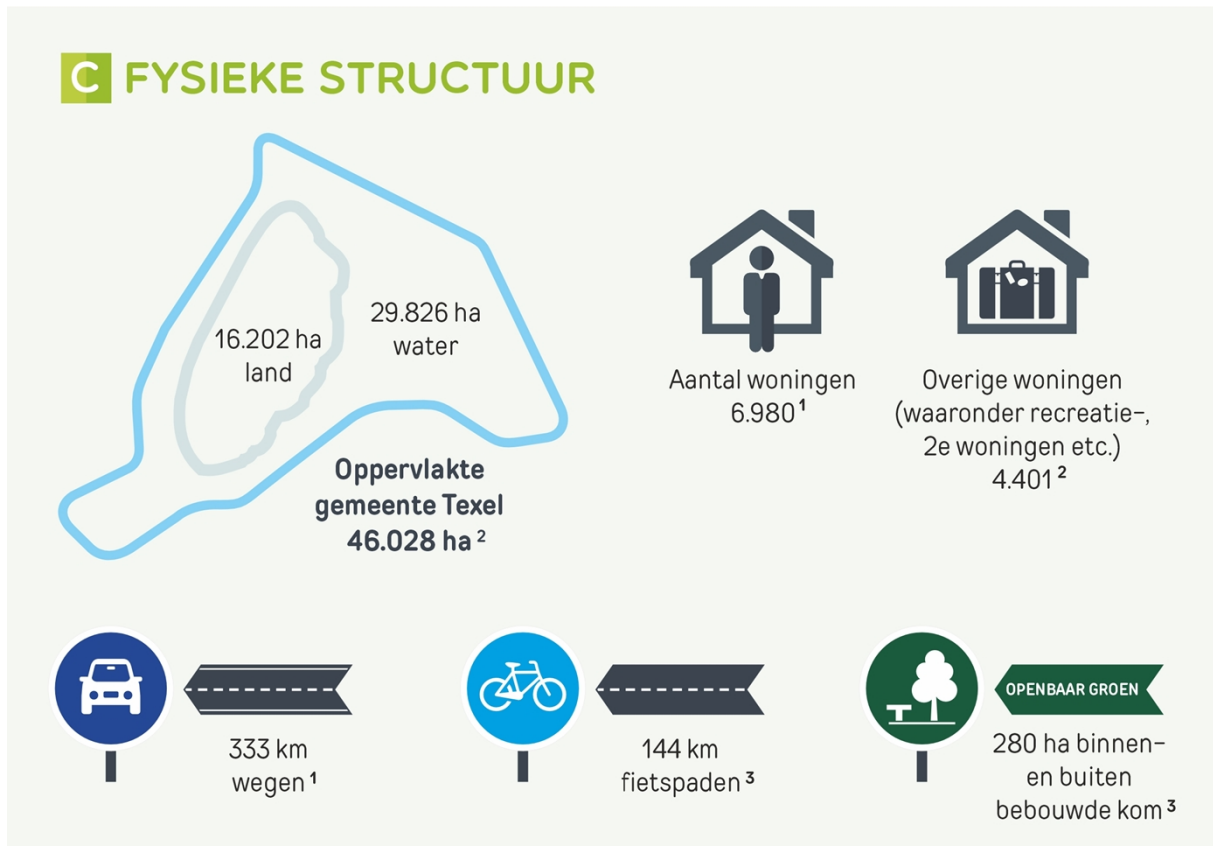 C FYSIEKE STRUCTUUR
16.202 ha
land
29.826 ha
water
Oppervlakte
gemeente Texel
46.028 ha ²
Aantal woningen
6.980 ¹
Overige woningen
(waaronder recreatie-,
2e woningen etc.)
4.401 ²
333 km
wegen ¹
144 km
fietspaden ³
OPENBAAR GROEN
280 ha binnen-
en buiten
bebouwde kom ³